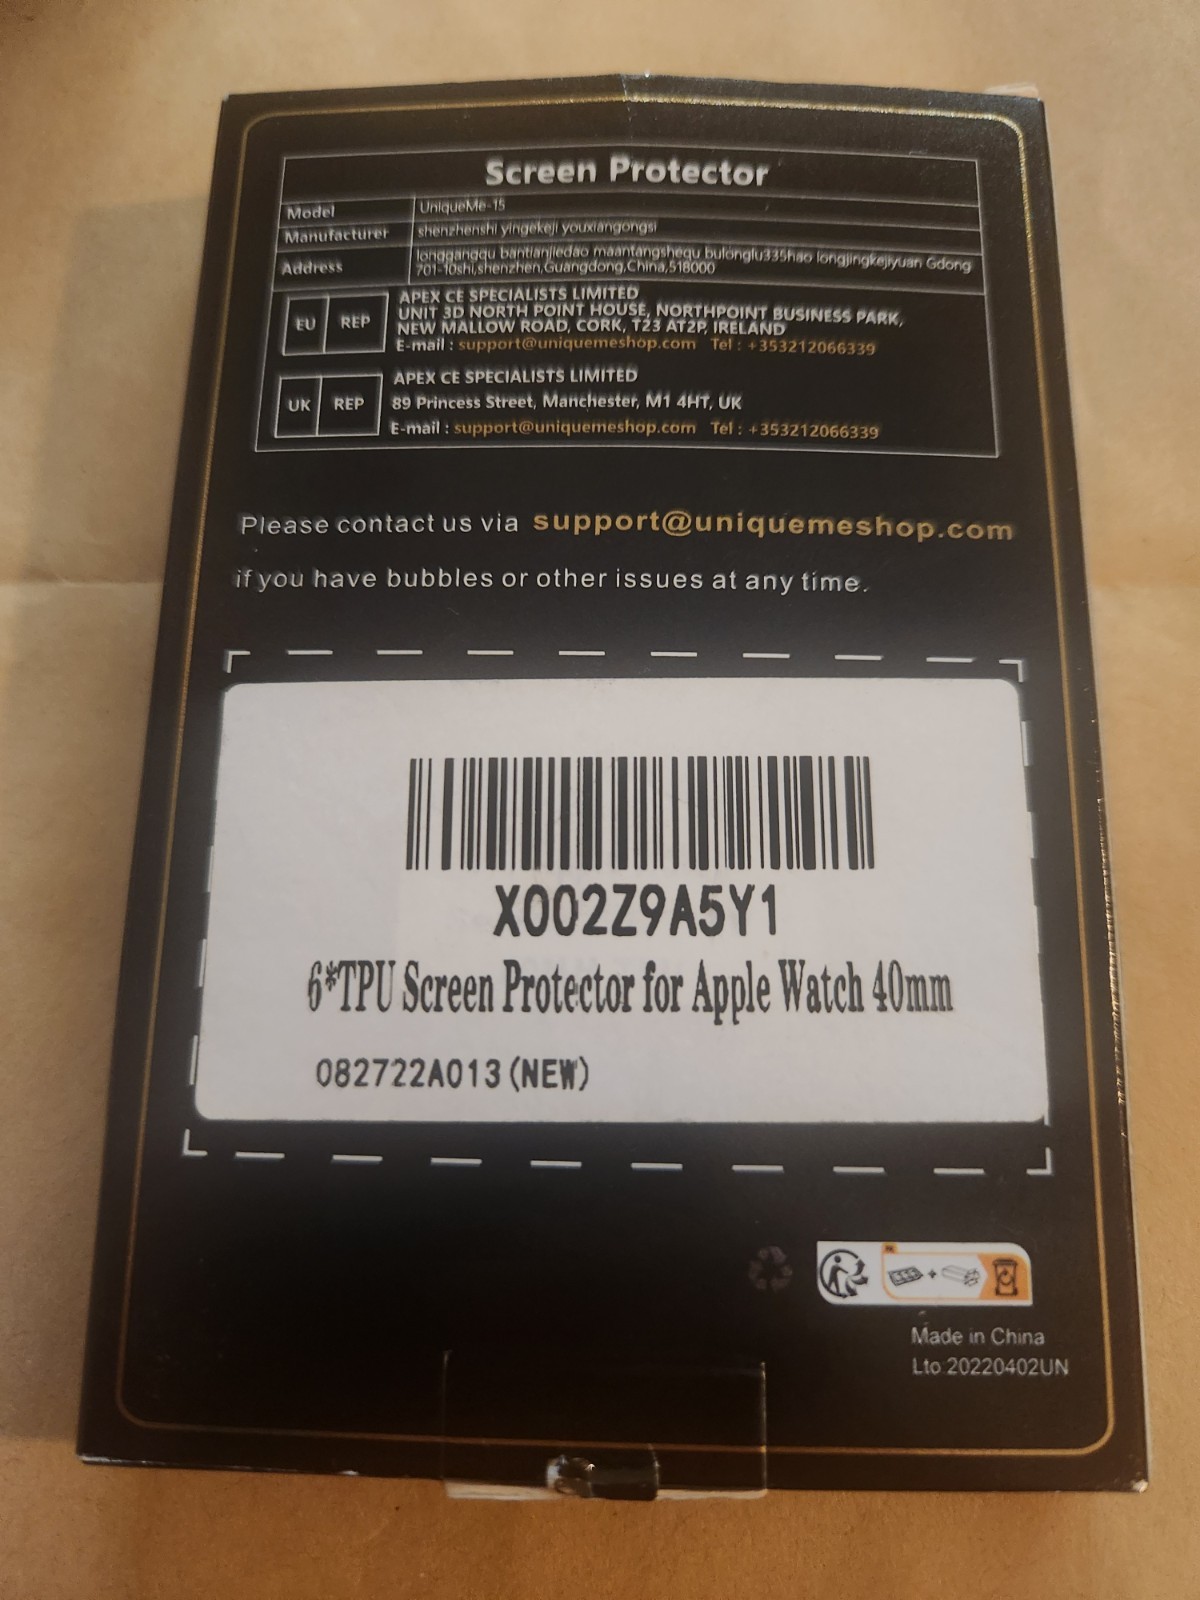 Screen Protector
Model UniqueMe-15
Manufacturer shenzhenshi yingekeji youxiangongsi
Address longgangqu bantianjiedao maantangshequ bulonglu335hao longjingkejiyuan Gdong
701-10shi,shenzhen,Guangdong,China,518000
EU REP
APEX CE SPECIALISTS LIMITED
UNIT 3D NORTH POINT HOUSE, NORTHPOINT BUSINESS PARK,
NEW MALLOW ROAD, CORK, T23 AT2P, IRELAND
E-mail : support@uniquemeshop.com Tel : +353212066339
UK REP
APEX CE SPECIALISTS LIMITED
89 Princess Street, Manchester, M1 4HT, UK
E-mail : support@uniquemeshop.com Tel : +353212066339
Please contact us via support@uniquemeshop.com
if you have bubbles or other issues at any time.
X002Z9A5Y1
6*TPU Screen Protector for Apple Watch 40mm
082722A013(NEW)
Made in China
Lto 20220402UN